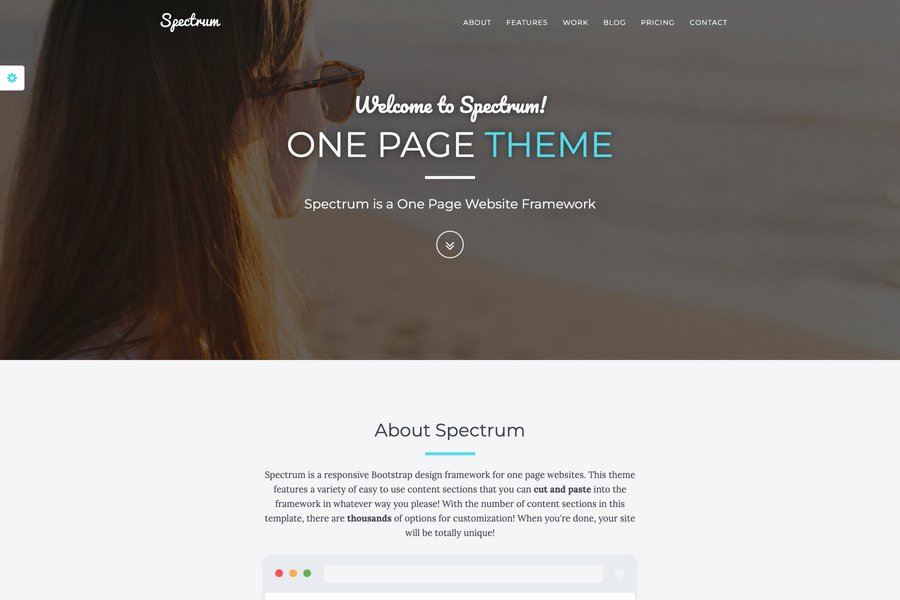 Spectrum
ABOUT FEATURES WORK BLOG PRICING CONTACT
Welcome to Spectrum!
ONE PAGE THEME
Spectrum is a One Page Website Framework
About Spectrum
Spectrum is a responsive Bootstrap design framework for one page websites. This theme
features a variety of easy to use content sections that you can cut and paste into the
framework in whatever way you please! With the number of content sections in this
template, there are thousands of options for customization! When you're done, your site
will be totally unique!